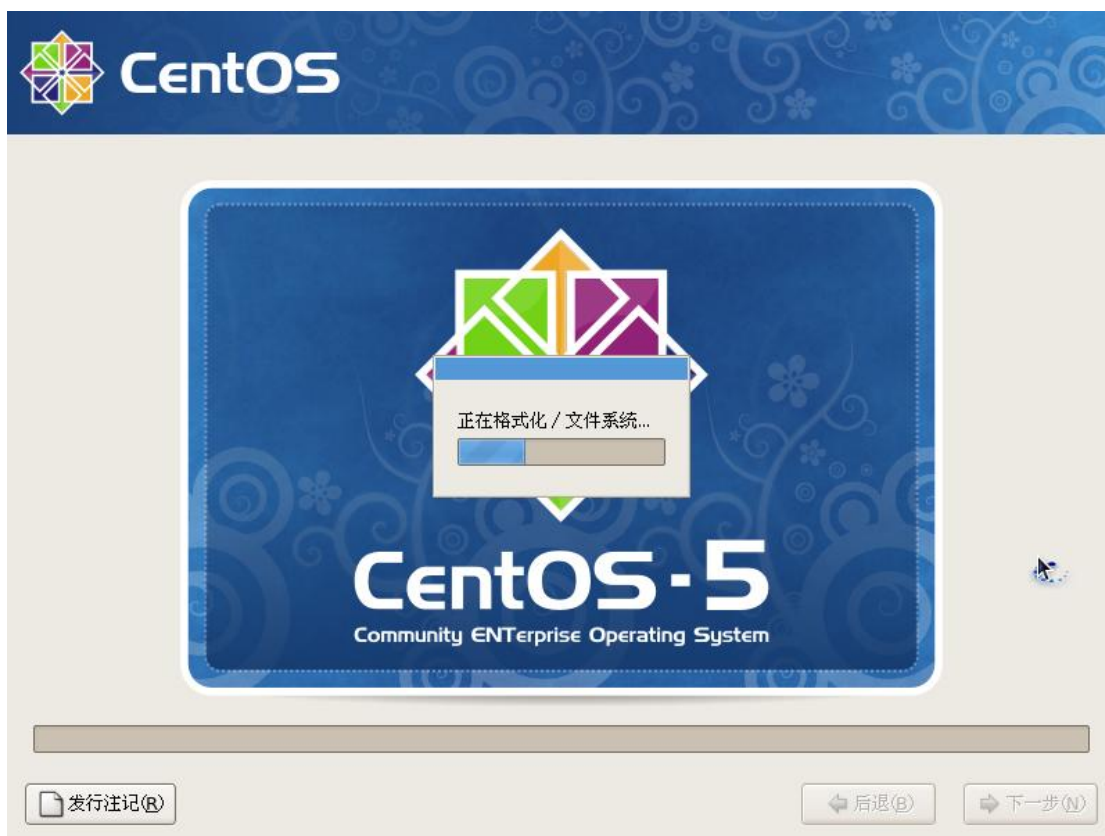 CentOS
正在格式化 / 文件系统...
CentOS-5
Community ENTerprise Operating System
发行注记(R)
后退(B)
下一步(N)